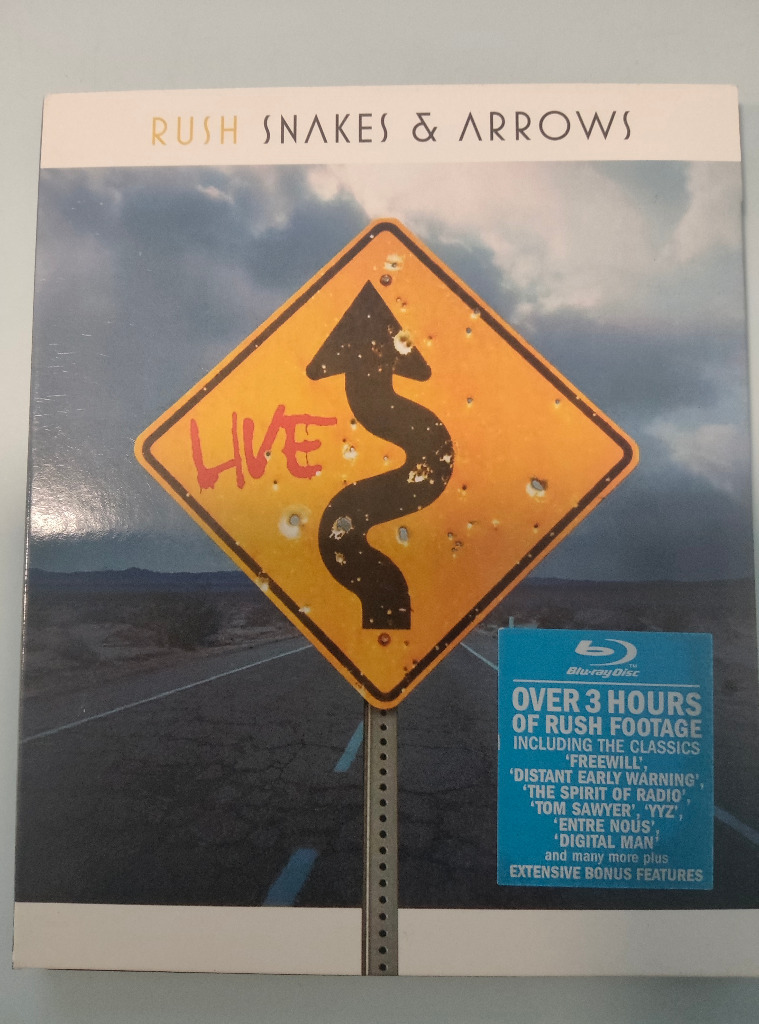 RUSH SNAKES & ARROWS
LIVE
Blu-ray Disc™
OVER 3 HOURS
OF RUSH FOOTAGE
INCLUDING THE CLASSICS
‘FREEWILL’,
‘DISTANT EARLY WARNING’,
‘THE SPIRIT OF RADIO’,
‘TOM SAWYER’, ‘YYZ’,
‘ENTRE NOUS’,
‘DIGITAL MAN’
and many more plus
EXTENSIVE BONUS FEATURES